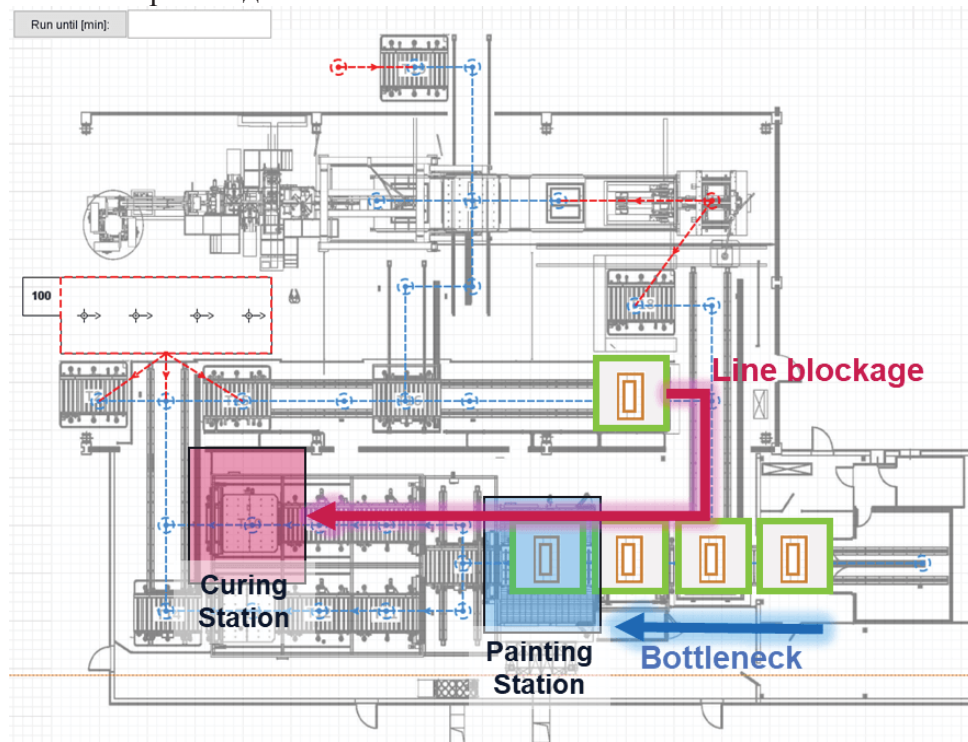 Run until [min]:
100
Line blockage
Curing
Station
Painting
Station
Bottleneck